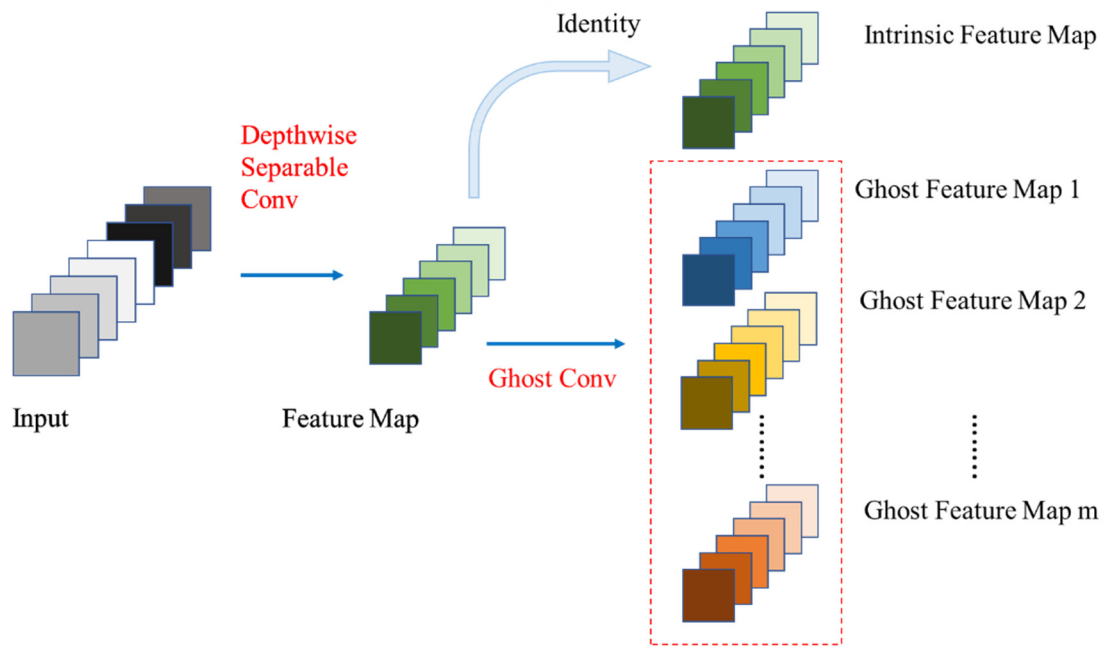 Identity
Intrinsic Feature Map
Depthwise
Separable
Conv
Ghost Feature Map 1
Ghost Feature Map 2
Ghost Conv
Input
Feature Map
Ghost Feature Map m